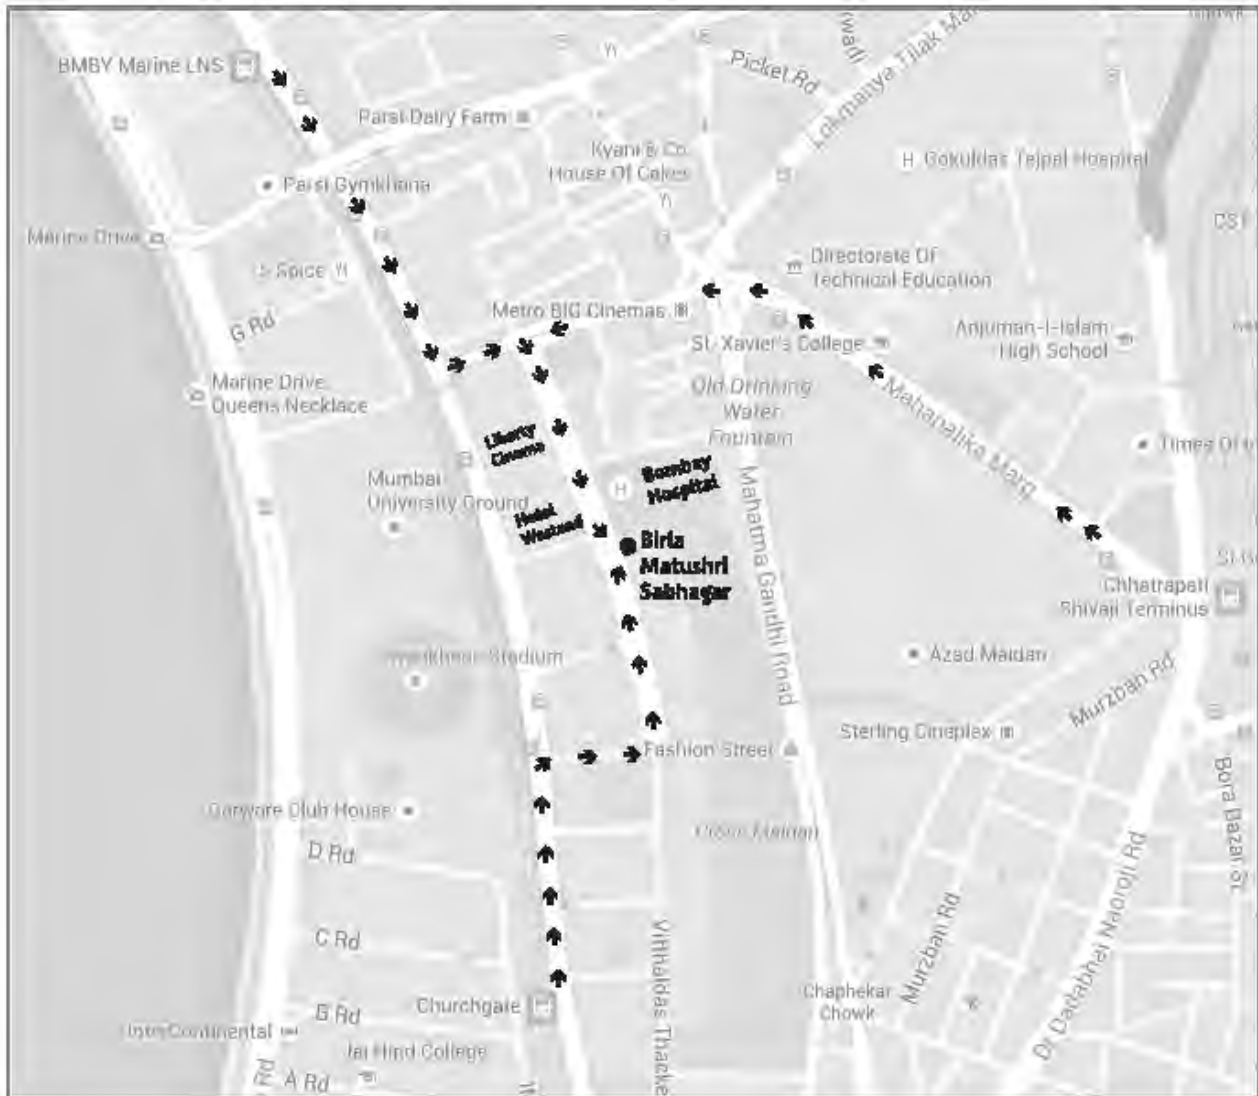 BMBY Marine LNS
Parsi Dairy Farm
Picket Rd
Lokmanya Tilak Mar
Kyani & Co
House Of Cakes
H Gokuldas Tejpal Hospital
Parsi Gymkhana
Marine Drive
Spice
Directorate Of
Technical Education
G Rd
Metro BIG Cinemas
St. Xavier's College
Anjuman-I-Islam
High School
Marine Drive
Queens Necklace
Old Drinking
Water
Fountain
Mahapalika Marg
Times Of
Liberty
Cinema
Mumbai
University Ground
H
Bombay
Hospital
Hotel
Westend
Birla
Matushri
Sabhagar
Mahatma Gandhi Road
Chhatrapati
Shivaji Terminus
Stadium
Azad Maidan
Murzban Rd
Sterling Cineplex
Fashion Street
Garware Club House
Cross Maidan
Bora Bazar St
D Rd
C Rd
Vitthaldas Thacke
Murzban Rd
Dr Dadabhai Naoroji Rd
Churchgate
Chaphekar
Chowk
B Rd
InterContinental
Jai Hind College
Rd
A Rd